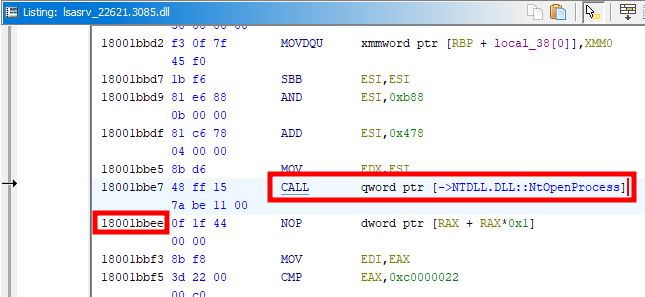 Listing: lsasrv_22621.3085.dll
18001bbd2 f3 0f 7f MOVDQU xmmword ptr [RBP + local_38[0]],XMM0
45 f0
18001bbd7 1b f6 SBB ESI,ESI
18001bbd9 81 e6 88 AND ESI,0xb88
0b 00 00
18001bbdf 81 c6 78 ADD ESI,0x478
04 00 00
18001bbe5 8b d6 MOV EDX,ESI
18001bbe7 48 ff 15 CALL qword ptr [->NTDLL.DLL::NtOpenProcess]
7a be 11 00
18001bbee 0f 1f 44 NOP dword ptr [RAX + RAX*0x1]
00 00
18001bbf3 8b f8 MOV EDI,EAX
18001bbf5 3d 22 00 CMP EAX,0xc0000022
00 c0